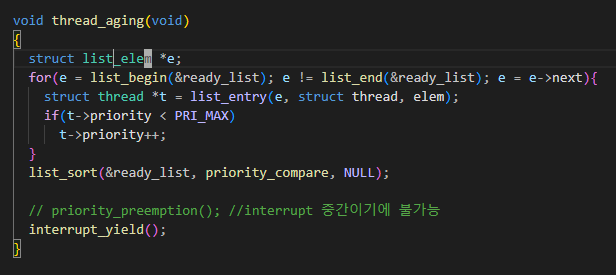 void thread_aging(void)
{
  struct list_elem *e;
  for(e = list_begin(&ready_list); e != list_end(&ready_list); e = e->next){
    struct thread *t = list_entry(e, struct thread, elem);
    if(t->priority < PRI_MAX)
      t->priority++;
  }
  list_sort(&ready_list, priority_compare, NULL);

  // priority_preemption(); //interrupt 중간이기에 불가능
  interrupt_yield();
}